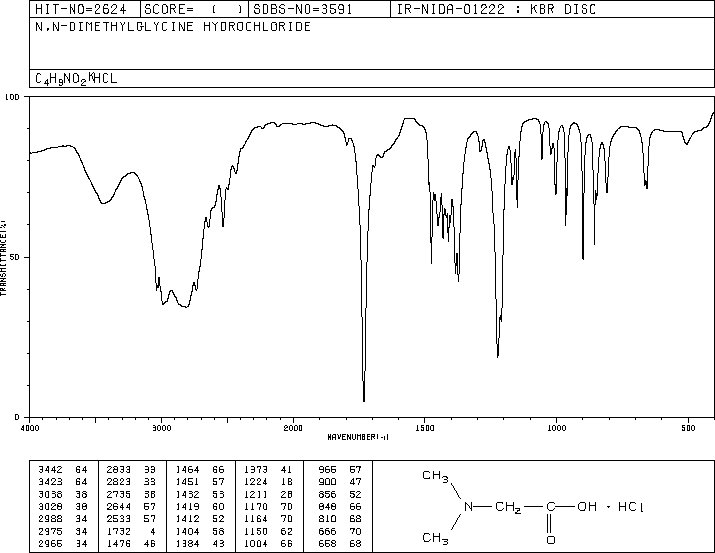 HIT-NO=2624 SCORE= ( ) SDBS-NO=3591 IR-NIDA-01222 : KBR DISC
N,N-DIMETHYLGLYCINE HYDROCHLORIDE
C4H9NO2*HCL
100
50
0
TRANSMITTANCE(%)
4000 3000 2000 1500 1000 500
WAVENUMBER(-1)
3442 64 2833 33 1464 66 1373 41 966 57
3423 64 2823 33 1451 57 1224 18 900 47
3038 38 2735 38 1432 53 1211 28 856 52
3028 38 2644 57 1419 60 1170 70 848 66
2988 34 2533 57 1412 52 1164 70 810 68
2975 34 1732 4 1404 58 1150 62 666 70
2965 34 1476 46 1384 43 1004 66 658 68
CH3
N CH2 C OH · HCl
CH3
O